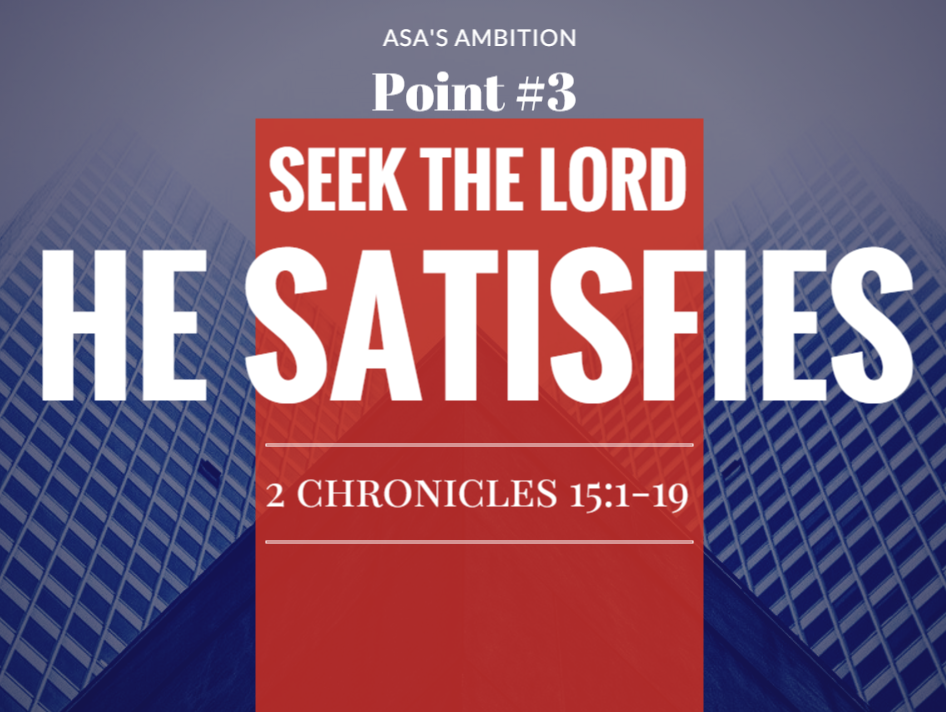 ASA'S AMBITION
Point #3
SEEK THE LORD
HE SATISFIES
2 CHRONICLES 15:1-19